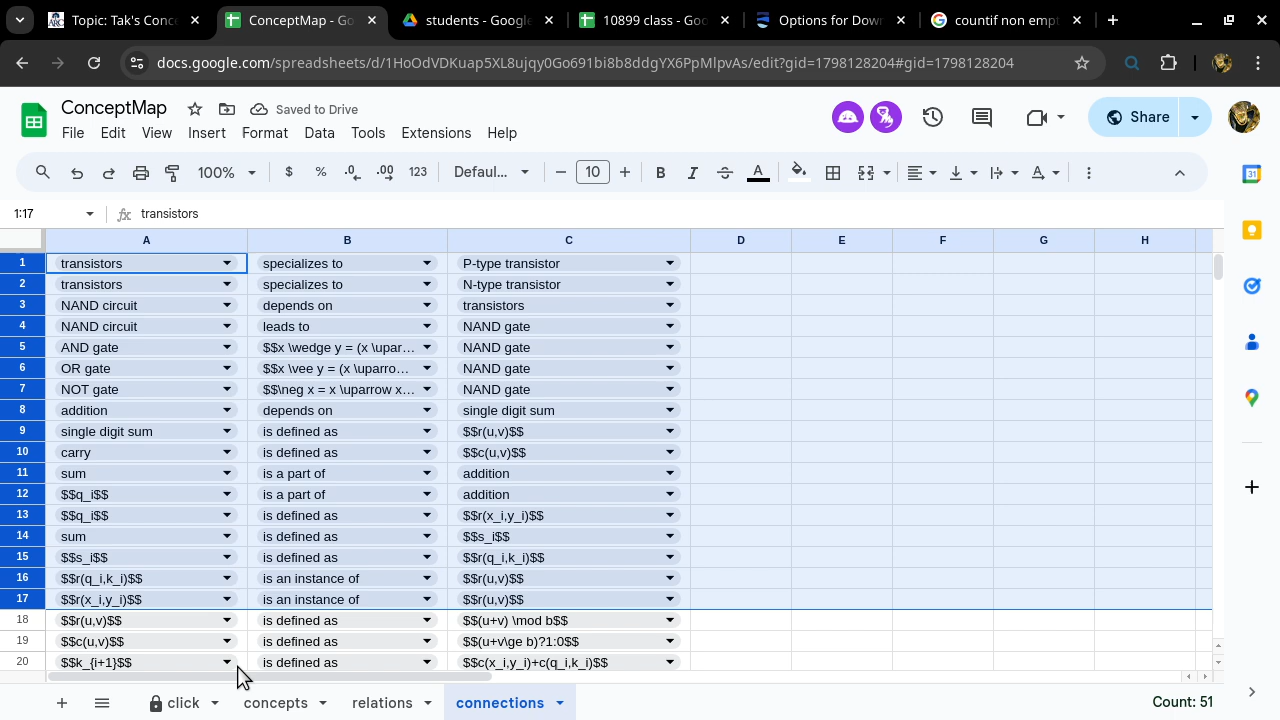 Topic: Tak's Conc
ConceptMap - Go
students - Google
10899 class - Goo
Options for Dow
countif non empt
docs.google.com/spreadsheets/d/1HoOdVDKuap5XL8ujqy0Go691bi8b8ddgYX6PpMlpvAs/edit?gid=1798128204#gid=1798128204
ConceptMap
Saved to Drive
File Edit View Insert Format Data Tools Extensions Help
Share
100% $ % .0 .00 123 Defaul... 10 B I A
1:17 fx transistors
A B C D E F G H
1 transistors specializes to P-type transistor
2 transistors specializes to N-type transistor
3 NAND circuit depends on transistors
4 NAND circuit leads to NAND gate
5 AND gate $$x \wedge y = (x \upar... NAND gate
6 OR gate $$x \vee y = (x \uparro... NAND gate
7 NOT gate $$\neg x = x \uparrow x... NAND gate
8 addition depends on single digit sum
9 single digit sum is defined as $$r(u,v)$$
10 carry is defined as $$c(u,v)$$
11 sum is a part of addition
12 $$q_i$$ is a part of addition
13 $$q_i$$ is defined as $$r(x_i,y_i)$$
14 sum is defined as $$s_i$$
15 $$s_i$$ is defined as $$r(q_i,k_i)$$
16 $$r(q_i,k_i)$$ is an instance of $$r(u,v)$$
17 $$r(x_i,y_i)$$ is an instance of $$r(u,v)$$
18 $$r(u,v)$$ is defined as $$(u+v) \mod b$$
19 $$c(u,v)$$ is defined as $$(u+v\ge b)?1:0$$
20 $$k_{i+1}$$ is defined as $$c(x_i,y_i)+c(q_i,k_i)$$
click concepts relations connections Count: 51